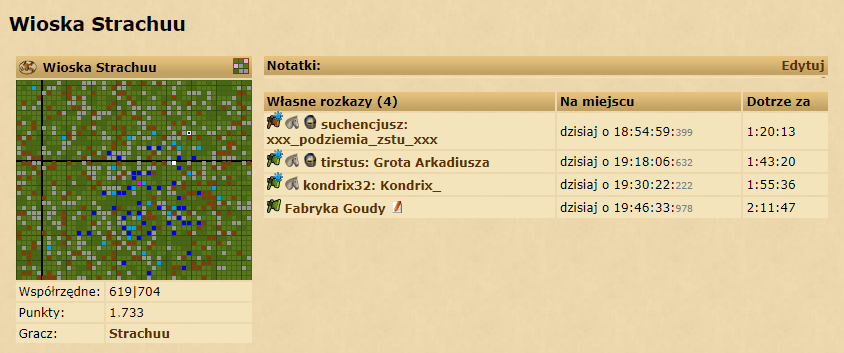 Wioska Strachuu
Wioska Strachuu
Współrzędne: 619|704
Punkty: 1.733
Gracz: Strachuu
Notatki: Edytuj
Własne rozkazy (4) Na miejscu Dotrze za
suchencjusz:
xxx_podziemia_zstu_xxx dzisiaj o 18:54:59:399 1:20:13
tirstus: Grota Arkadiusza dzisiaj o 19:18:06:632 1:43:20
kondrix32: Kondrix_ dzisiaj o 19:30:22:222 1:55:36
Fabryka Goudy dzisiaj o 19:46:33:978 2:11:47